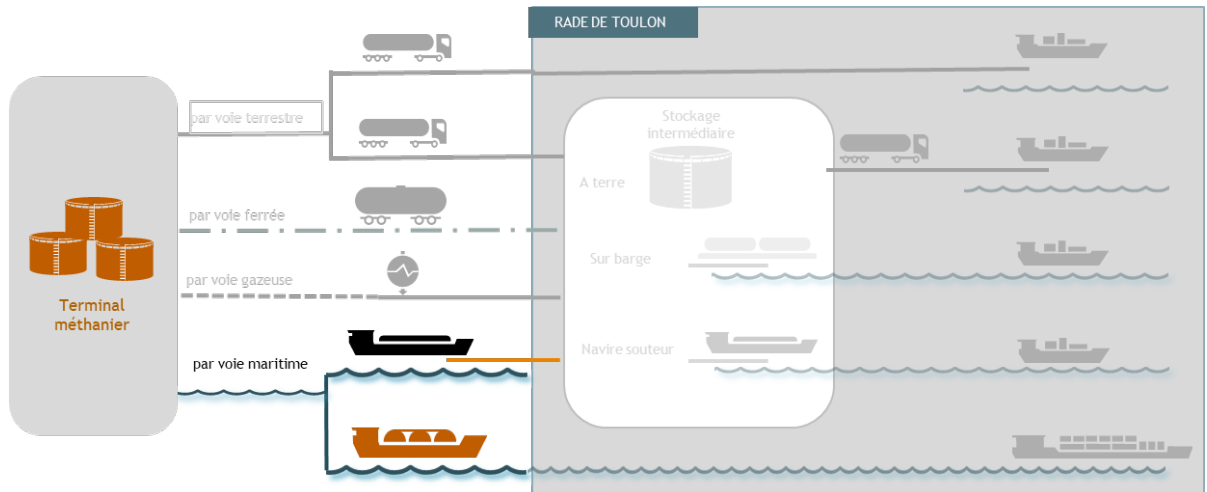 RADE DE TOULON
par voie terrestre
Stockage
intermédiaire
A terre
par voie ferrée
Sur barge
par voie gazeuse
Terminal
méthanier
Navire souteur
par voie maritime